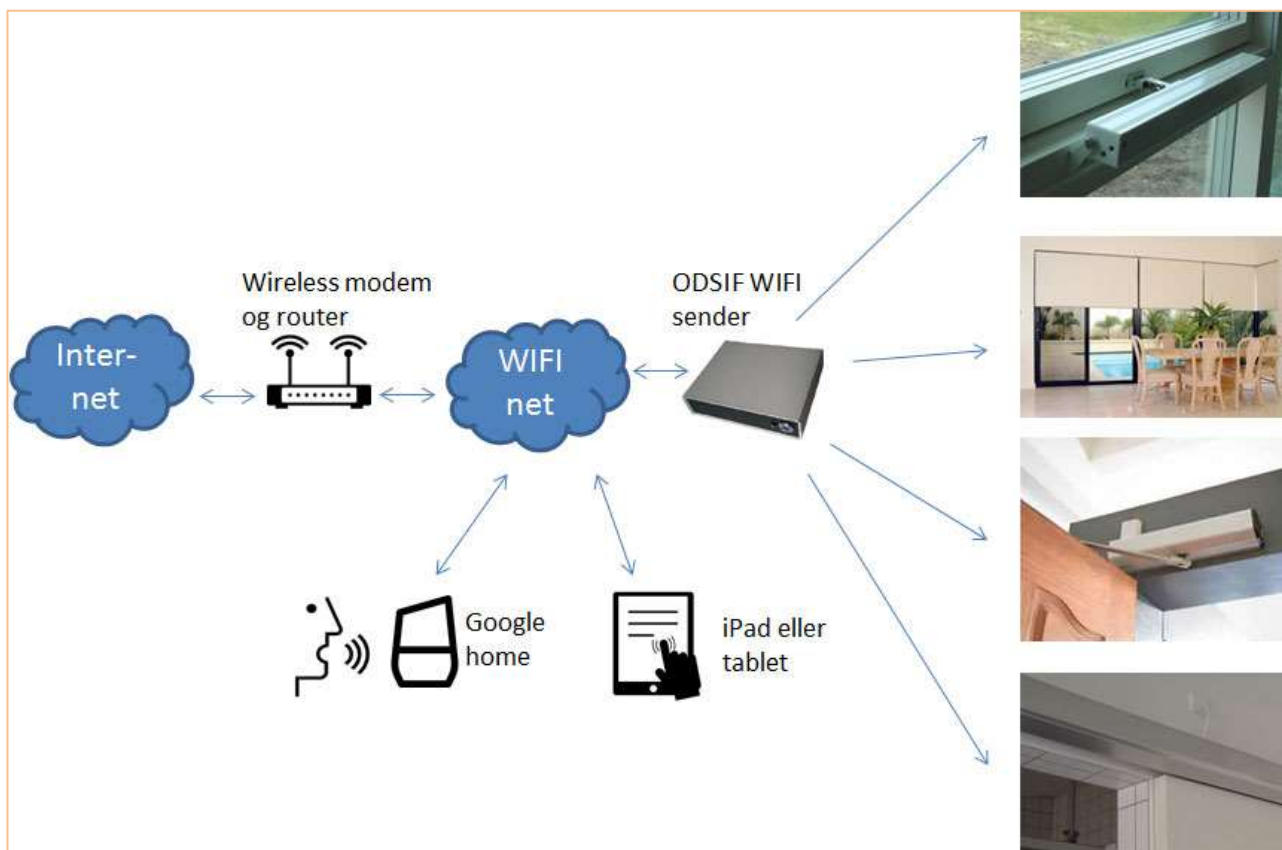 Wireless modem
og router
ODSIF WIFI
sender
Inter-
net
WIFI
net
Google
home
iPad eller
tablet